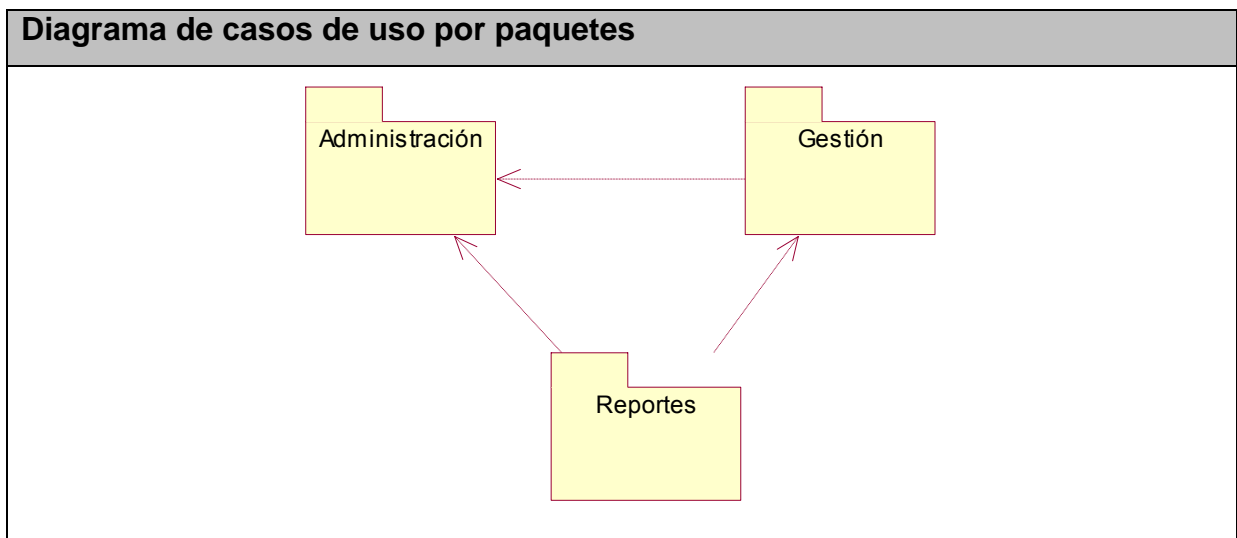 Diagrama de casos de uso por paquetes
Administración
Gestión
Reportes